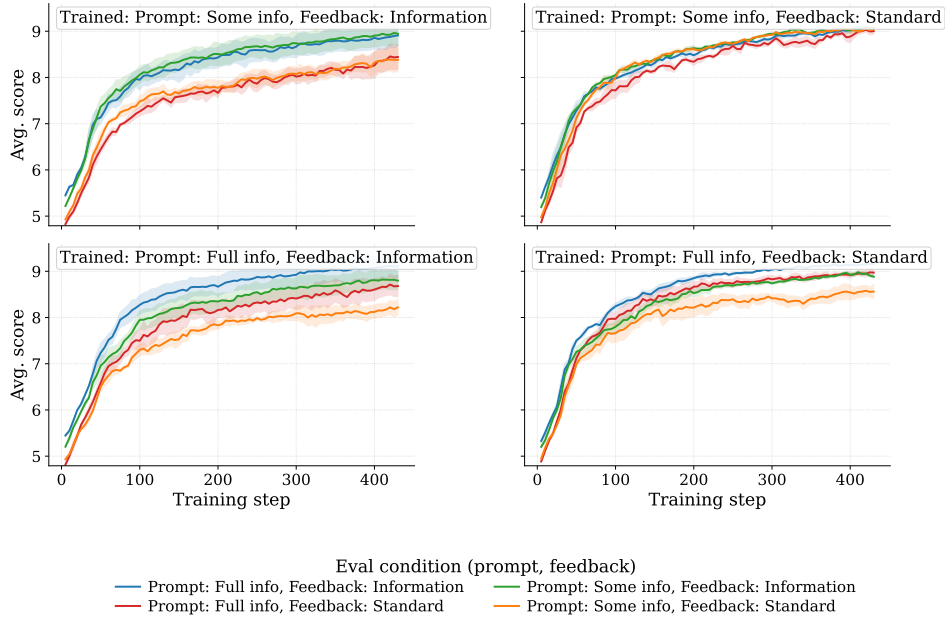 Trained: Prompt: Some info, Feedback: Information
Trained: Prompt: Some info, Feedback: Standard
9
8
7
6
5
Avg. score
Trained: Prompt: Full info, Feedback: Information
Trained: Prompt: Full info, Feedback: Standard
9
8
7
6
5
Avg. score
0 100 200 300 400
0 100 200 300 400
Training step
Training step
Eval condition (prompt, feedback)
Prompt: Full info, Feedback: Information
Prompt: Some info, Feedback: Information
Prompt: Full info, Feedback: Standard
Prompt: Some info, Feedback: Standard